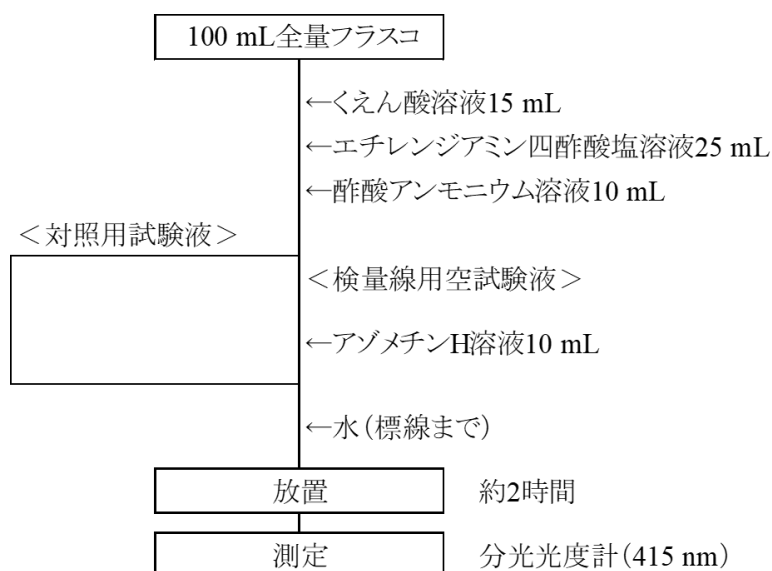 100 mL全量フラスコ
←くえん酸溶液15 mL
←エチレンジアミン四酢酸塩溶液25 mL
←酢酸アンモニウム溶液10 mL
＜対照用試験液＞
＜検量線用空試験液＞
←アゾメチンH溶液10 mL
←水(標線まで)
放置 約2時間
測定 分光光度計(415 nm)